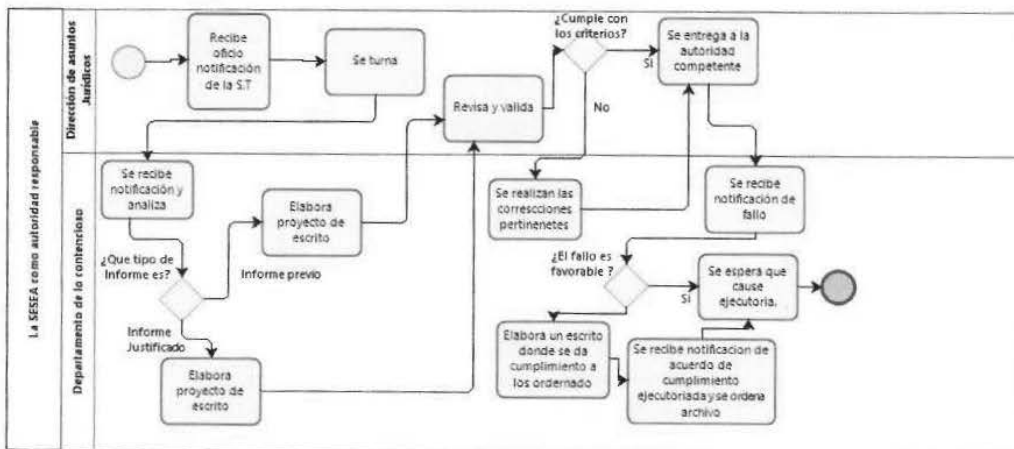 La SESEA como autoridad responsable
Direccion de asuntos
Jurídicos
Recibe
oficio
notificación
de la S.T
Se turna
Revisa y valida
¿Cumple con
los criterios?
Si
No
Se entrega a la
autoridad
competente
Departamento de lo contencioso
Se recibe
notificación y
analiza
¿Que tipo de
Informe es?
Informe previo
Elabora
proyecto de
escrito
Informe
Justificado
Elabora
proyecto de
escrito
Se realizan las
correscciones
pertinenetes
Se recibe
notificación de
fallo
¿El fallo es
favorable ?
Si
Se espera que
cause
ejecutoria.
Elabora un escrito
donde se da
cumplimiento a
los ordernado
Se recibe notificacion de
acuerdo de
cumplimiento
ejecutoriada y se ordena
archivo